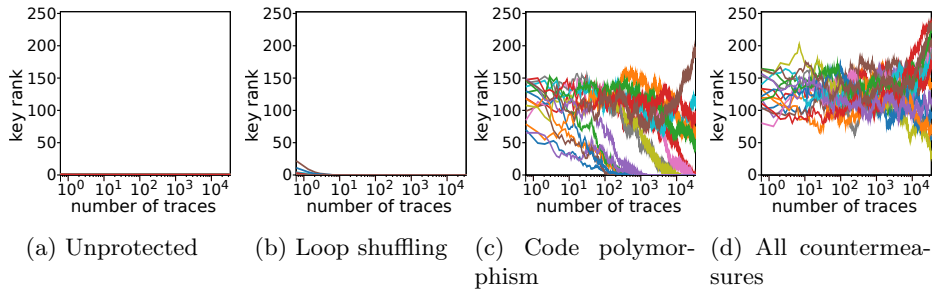 250
200
150
100
50
0
key rank
10^0 10^1 10^2 10^3 10^4
number of traces
250
200
150
100
50
0
key rank
10^0 10^1 10^2 10^3 10^4
number of traces
250
200
150
100
50
0
key rank
10^0 10^1 10^2 10^3 10^4
number of traces
250
200
150
100
50
0
key rank
10^0 10^1 10^2 10^3 10^4
number of traces
(a) Unprotected
(b) Loop shuffling
(c) Code polymor-
phism
(d) All countermea-
sures